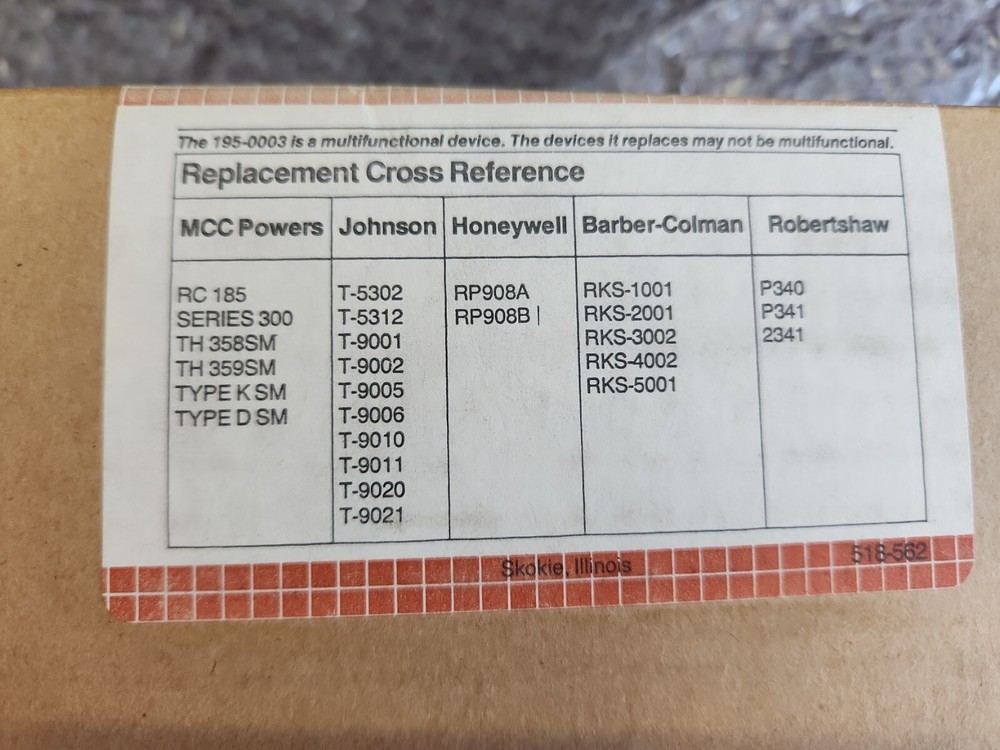 The 195-0003 is a multifunctional device. The devices it replaces may not be multifunctional.
Replacement Cross Reference
MCC Powers Johnson Honeywell Barber-Colman Robertshaw
RC 185 T-5302 RP908A RKS-1001 P340
SERIES 300 T-5312 RP908B | RKS-2001 P341
TH 358SM T-9001 RKS-3002 2341
TH 359SM T-9002 RKS-4002
TYPE K SM T-9005 RKS-5001
TYPE D SM T-9006
T-9010
T-9011
T-9020
T-9021
Skokie, Illinois 518-562